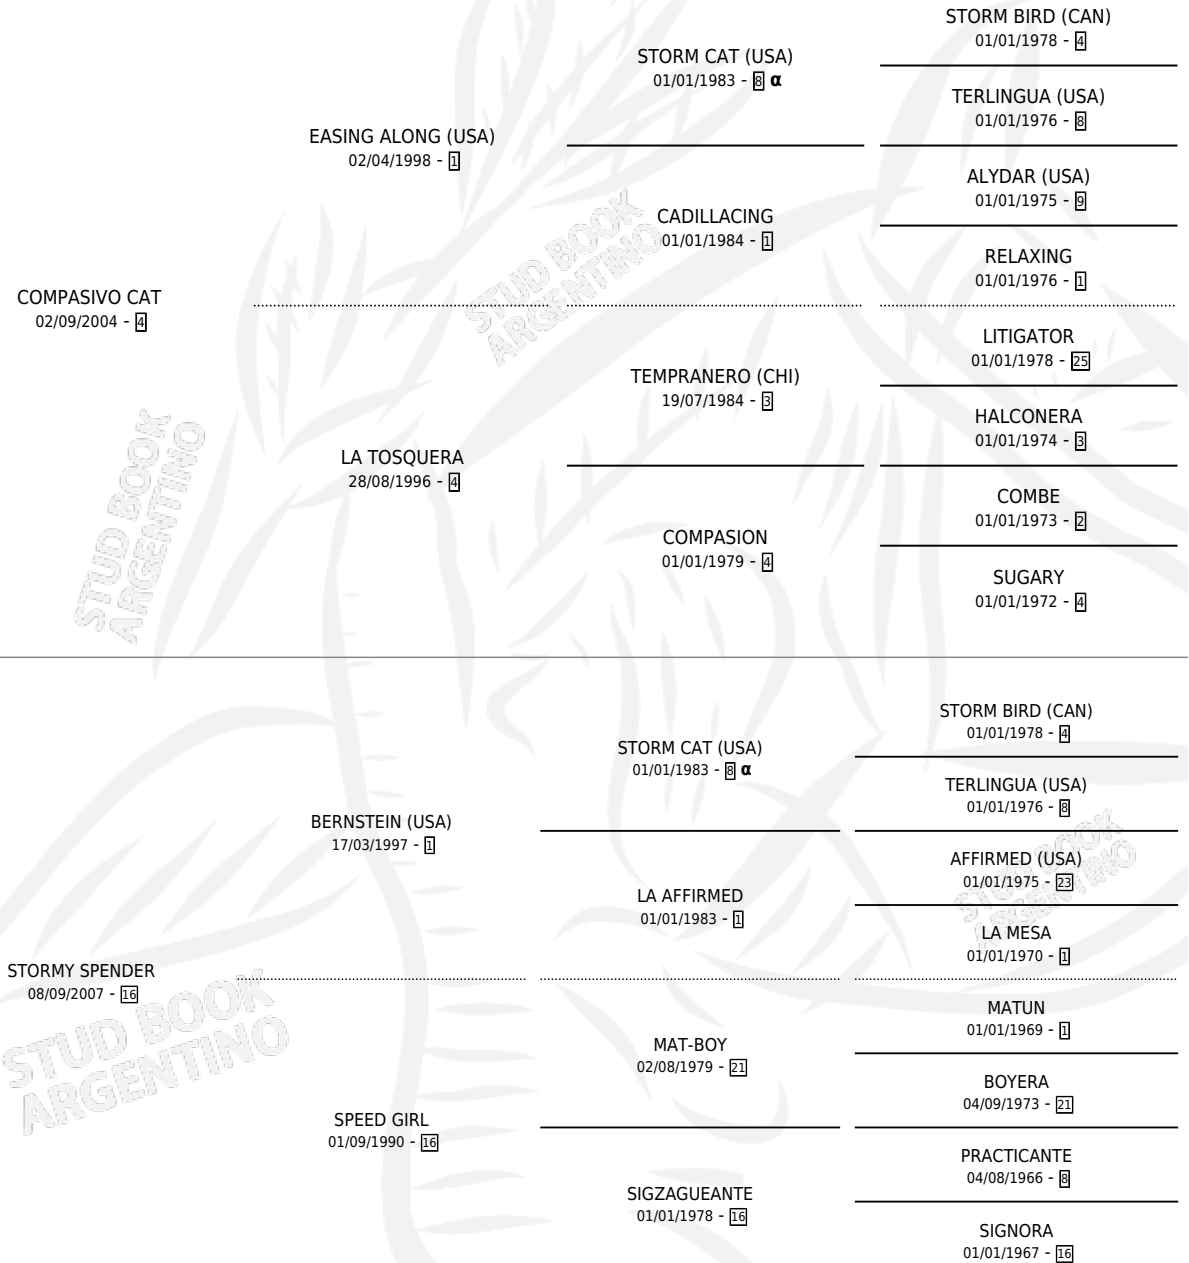 STORM BIRD (CAN)
01/01/1978 - 4
STORM CAT (USA)
01/01/1983 - 8 α
TERLINGUA (USA)
01/01/1976 - 8
EASING ALONG (USA)
02/04/1998 - 1
ALYDAR (USA)
01/01/1975 - 9
CADILLACING
01/01/1984 - 1
RELAXING
01/01/1976 - 1
COMPASIVO CAT
02/09/2004 - 4
LITIGATOR
01/01/1978 - 25
TEMPRANERO (CHI)
19/07/1984 - 3
HALCONERA
01/01/1974 - 3
LA TOSQUERA
28/08/1996 - 4
COMBE
01/01/1973 - 2
COMPASION
01/01/1979 - 4
SUGARY
01/01/1972 - 4
STUD BOOK
ARGENTINO
STUD BOOK
ARGENTINO
STORM BIRD (CAN)
01/01/1978 - 4
STORM CAT (USA)
01/01/1983 - 8 α
TERLINGUA (USA)
01/01/1976 - 8
BERNSTEIN (USA)
17/03/1997 - 1
AFFIRMED (USA)
01/01/1975 - 23
LA AFFIRMED
01/01/1983 - 1
LA MESA
01/01/1970 - 1
STORMY SPENDER
08/09/2007 - 16
MATUN
01/01/1969 - 1
MAT-BOY
02/08/1979 - 21
BOYERA
04/09/1973 - 21
SPEED GIRL
01/09/1990 - 16
PRACTICANTE
04/08/1966 - 8
SIGZAGUEANTE
01/01/1978 - 16
SIGNORA
01/01/1967 - 16
STUD BOOK
ARGENTINO
STUD BOOK
ARGENTINO